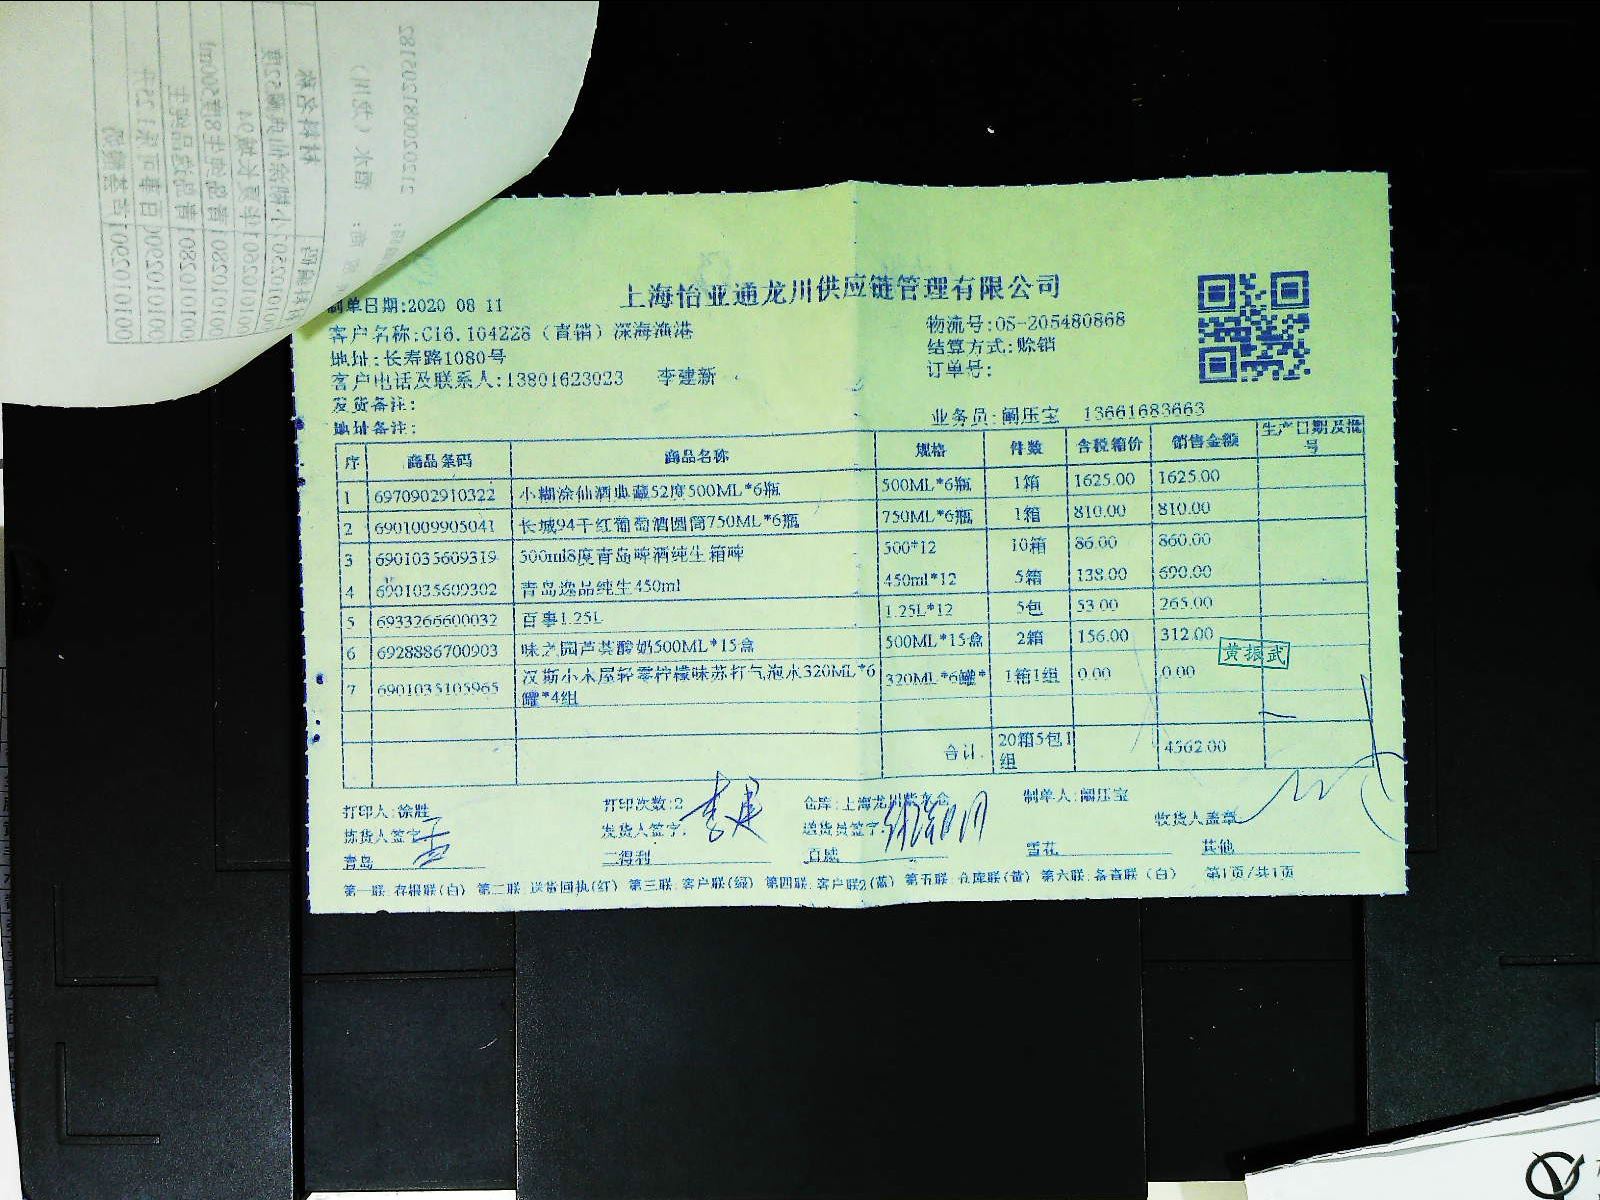 上海怡亚通龙川供应链管理有限公司
制单日期:2020 08 11
客户名称:C16.104228（直销）深海渔港
物流号:OS-205480868
地址:长寿路1080号
结算方式:赊销
客户电话及联系人:13801623023 李建新
订单号:
发货备注:
业务员:阚压宝 13661683663
地址备注:
序 商品条码 商品名称 规格 件数 含税箱价 销售金额 生产日期及批号
1 6970902910322 小糊涂仙酒典藏52度500ML*6瓶 500ML*6瓶 1箱 1625.00 1625.00
2 6901009905041 长城94干红葡萄酒圆筒750ML*6瓶 750ML*6瓶 1箱 810.00 810.00
3 6901035609319 500ml8度青岛啤酒纯生箱啤 500*12 10箱 86.00 860.00
4 6901035609302 青岛逸品纯生450ml 450ml*12 5箱 138.00 690.00
5 6933266600032 百事1.25L 1.25L*12 5包 53.00 265.00
6 6928886700903 味之园芦荟酸奶500ML*15盒 500ML*15盒 2箱 156.00 312.00
黄振武
7 6901035105965 汉斯小木屋轻零柠檬味苏打气泡水320ML*6罐*4组 320ML*6罐* 1箱1组 0.00 0.00
合计: 20箱5包1组 4562.00
打印人:徐胜 打印次数:2 仓库:上海龙川 制单人:阚压宝
拣货人签字: 发货人签字: 李建 送货员签字: 收货人盖章
青岛 三得利 百威 雪花 其他
第一联:存根联(白) 第二联:送货回执(红) 第三联:客户联(绿) 第四联:客户联2(蓝) 第五联:仓库联(黄) 第六联:备查联(白) 第1页/共1页